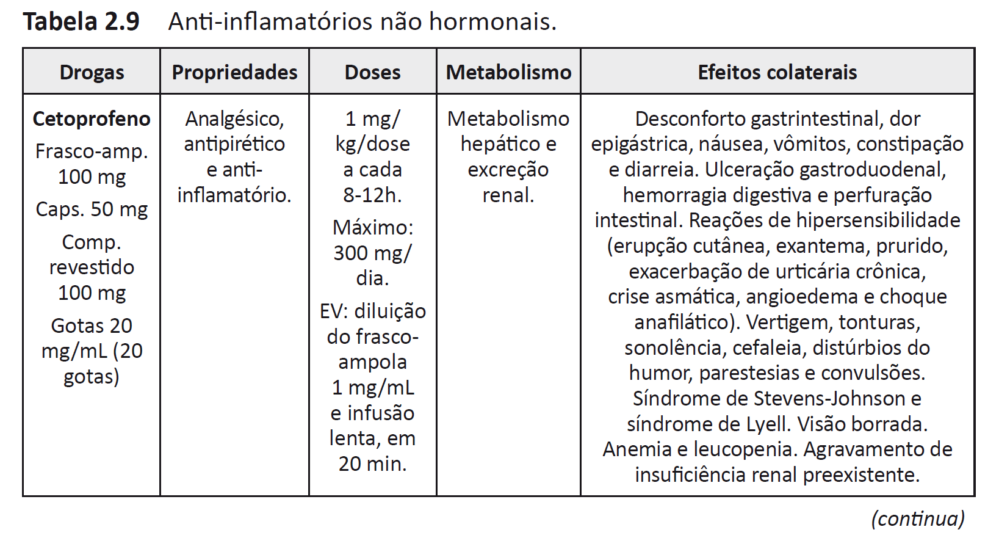 Tabela 2.9 Anti-inflamatórios não hormonais.
Drogas
Propriedades
Doses
Metabolismo
Efeitos colaterais
Cetoprofeno
Frasco-amp.
100 mg
Caps. 50 mg
Comp.
revestido
100 mg
Gotas 20
mg/mL (20
gotas)
Analgésico,
antipirético
e anti-
inflamatório.
1 mg/
kg/dose
a cada
8-12h.
Máximo:
300 mg/
dia.
EV: diluição
do frasco-
ampola
1 mg/mL
e infusão
lenta, em
20 min.
Metabolismo
hepático e
excreção
renal.
Desconforto gastrintestinal, dor
epigástrica, náusea, vômitos, constipação
e diarreia. Ulceração gastroduodenal,
hemorragia digestiva e perfuração
intestinal. Reações de hipersensibilidade
(erupção cutânea, exantema, prurido,
exacerbação de urticária crônica,
crise asmática, angioedema e choque
anafilático). Vertigem, tonturas,
sonolência, cefaleia, distúrbios do
humor, parestesias e convulsões.
Síndrome de Stevens-Johnson e
síndrome de Lyell. Visão borrada.
Anemia e leucopenia. Agravamento de
insuficiência renal preexistente.
(continua)